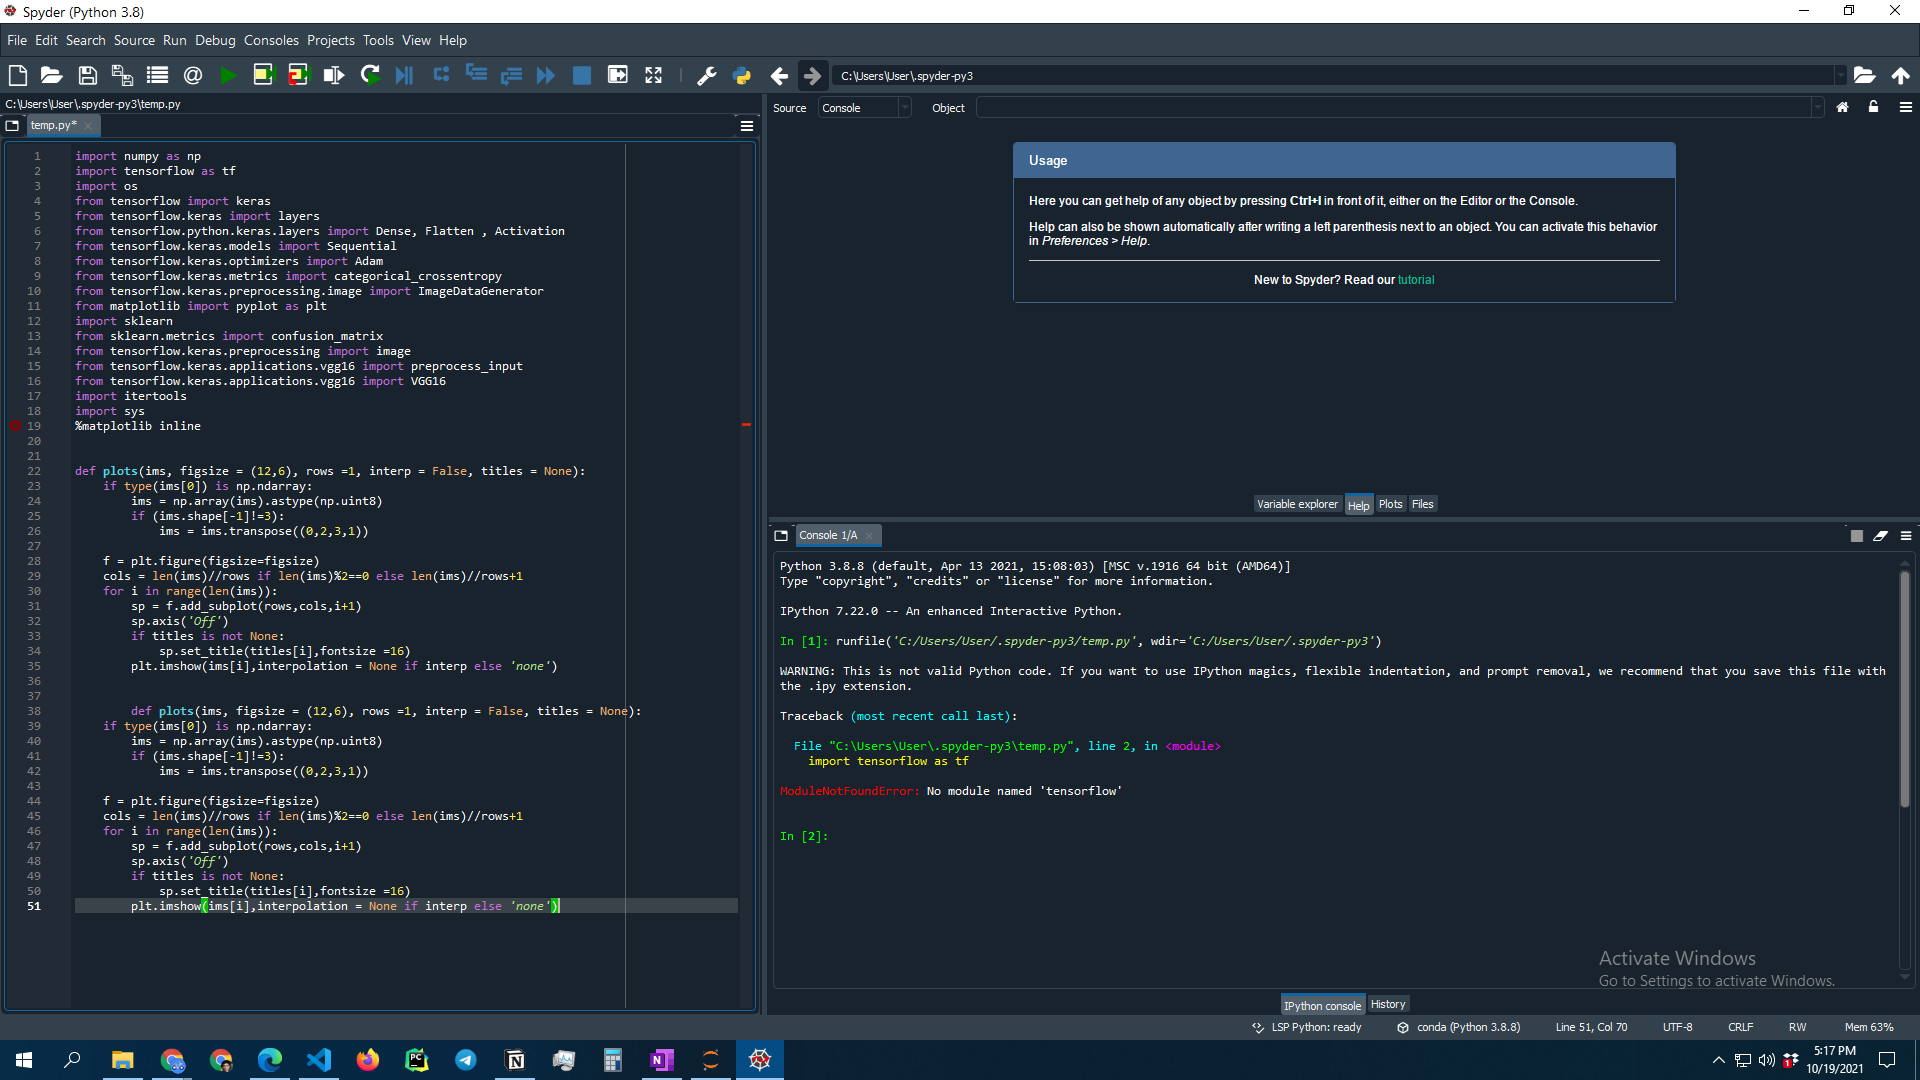 Spyder (Python 3.8)
File Edit Search Source Run Debug Consoles Projects Tools View Help
C:\Users\User\.spyder-py3
C:\Users\User\.spyder-py3\temp.py
temp.py*
1 import numpy as np
2 import tensorflow as tf
3 import os
4 from tensorflow import keras
5 from tensorflow.keras import layers
6 from tensorflow.python.keras.layers import Dense, Flatten , Activation
7 from tensorflow.keras.models import Sequential
8 from tensorflow.keras.optimizers import Adam
9 from tensorflow.keras.metrics import categorical_crossentropy
10 from tensorflow.keras.preprocessing.image import ImageDataGenerator
11 from matplotlib import pyplot as plt
12 import sklearn
13 from sklearn.metrics import confusion_matrix
14 from tensorflow.keras.preprocessing import image
15 from tensorflow.keras.applications.vgg16 import preprocess_input
16 from tensorflow.keras.applications.vgg16 import VGG16
17 import itertools
18 import sys
19 %matplotlib inline
20
21
22 def plots(ims, figsize = (12,6), rows =1, interp = False, titles = None):
23     if type(ims[0]) is np.ndarray:
24         ims = np.array(ims).astype(np.uint8)
25         if (ims.shape[-1]!=3):
26             ims = ims.transpose((0,2,3,1))
27
28     f = plt.figure(figsize=figsize)
29     cols = len(ims)//rows if len(ims)%2==0 else len(ims)//rows+1
30     for i in range(len(ims)):
31         sp = f.add_subplot(rows,cols,i+1)
32         sp.axis('Off')
33         if titles is not None:
34             sp.set_title(titles[i],fontsize =16)
35         plt.imshow(ims[i],interpolation = None if interp else 'none')
36
37
38         def plots(ims, figsize = (12,6), rows =1, interp = False, titles = None):
39     if type(ims[0]) is np.ndarray:
40         ims = np.array(ims).astype(np.uint8)
41         if (ims.shape[-1]!=3):
42             ims = ims.transpose((0,2,3,1))
43
44     f = plt.figure(figsize=figsize)
45     cols = len(ims)//rows if len(ims)%2==0 else len(ims)//rows+1
46     for i in range(len(ims)):
47         sp = f.add_subplot(rows,cols,i+1)
48         sp.axis('Off')
49         if titles is not None:
50             sp.set_title(titles[i],fontsize =16)
51         plt.imshow(ims[i],interpolation = None if interp else 'none')
Source Console Object
Usage
Here you can get help of any object by pressing Ctrl+I in front of it, either on the Editor or the Console.
Help can also be shown automatically after writing a left parenthesis next to an object. You can activate this behavior
in Preferences > Help.
New to Spyder? Read our tutorial
Variable explorer Help Plots Files
Console 1/A
Python 3.8.8 (default, Apr 13 2021, 15:08:03) [MSC v.1916 64 bit (AMD64)]
Type "copyright", "credits" or "license" for more information.
IPython 7.22.0 -- An enhanced Interactive Python.
In [1]: runfile('C:/Users/User/.spyder-py3/temp.py', wdir='C:/Users/User/.spyder-py3')
WARNING: This is not valid Python code. If you want to use IPython magics, flexible indentation, and prompt removal, we recommend that you save this file with
the .ipy extension.
Traceback (most recent call last):
File "C:\Users\User\.spyder-py3\temp.py", line 2, in <module>
import tensorflow as tf
ModuleNotFoundError: No module named 'tensorflow'
In [2]:
Activate Windows
Go to Settings to activate Windows.
IPython console History
LSP Python: ready conda (Python 3.8.8) Line 51, Col 70 UTF-8 CRLF RW Mem 63%
5:17 PM
10/19/2021